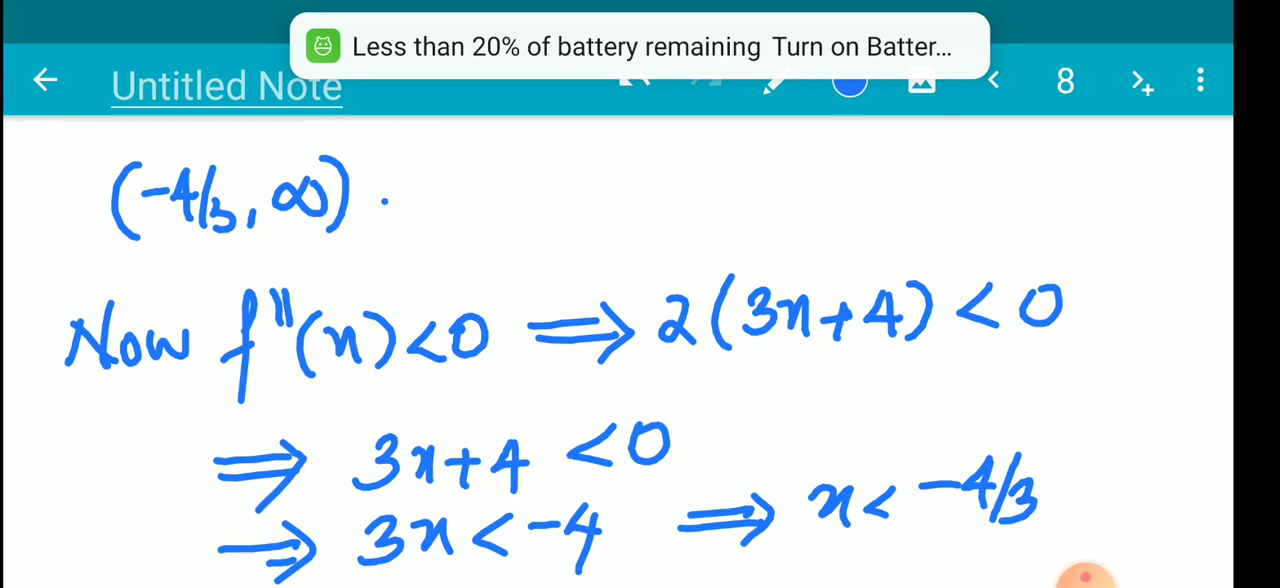 Less than 20% of battery remaining Turn on Batter...
Untitled Note 8
(-4/3, ∞).
Now f''(x)<0 ⟹ 2(3x+4) < 0
⟹ 3x+4 <0
⟹ 3x < -4 ⟹ x < -4/3